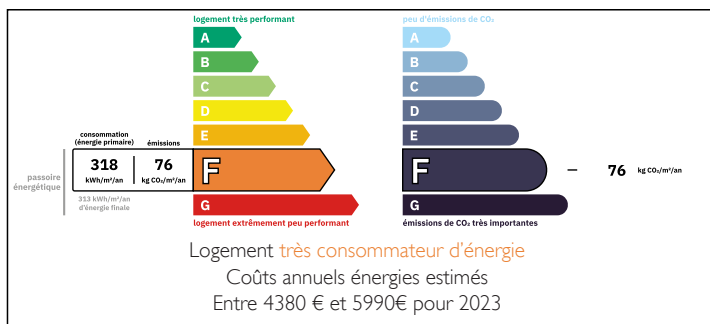 logement très performant
A
B
C
D
E
consommation
(énergie primaire)
émissions
318
kWh/m²/an
76
kg CO₂/m²/an
F
passoire
énergétique
313 kWh/m²/an
d'énergie finale
G
logement extrêmement peu performant
peu d'émissions de CO₂
A
B
C
D
E
F
76 kg CO₂/m²/an
G
émissions de CO₂ très importantes
Logement très consommateur d'énergie
Coûts annuels énergies estimés
Entre 4380 € et 5990€ pour 2023